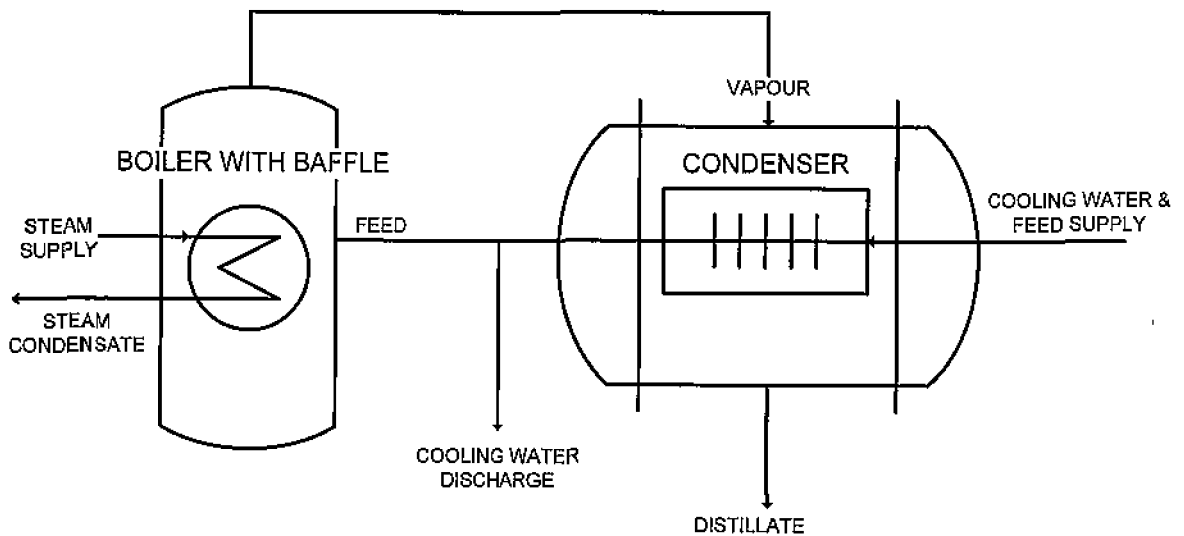 VAPOUR
BOILER WITH BAFFLE
CONDENSER
STEAM
SUPPLY
FEED
COOLING WATER &
FEED SUPPLY
STEAM
CONDENSATE
COOLING WATER
DISCHARGE
DISTILLATE